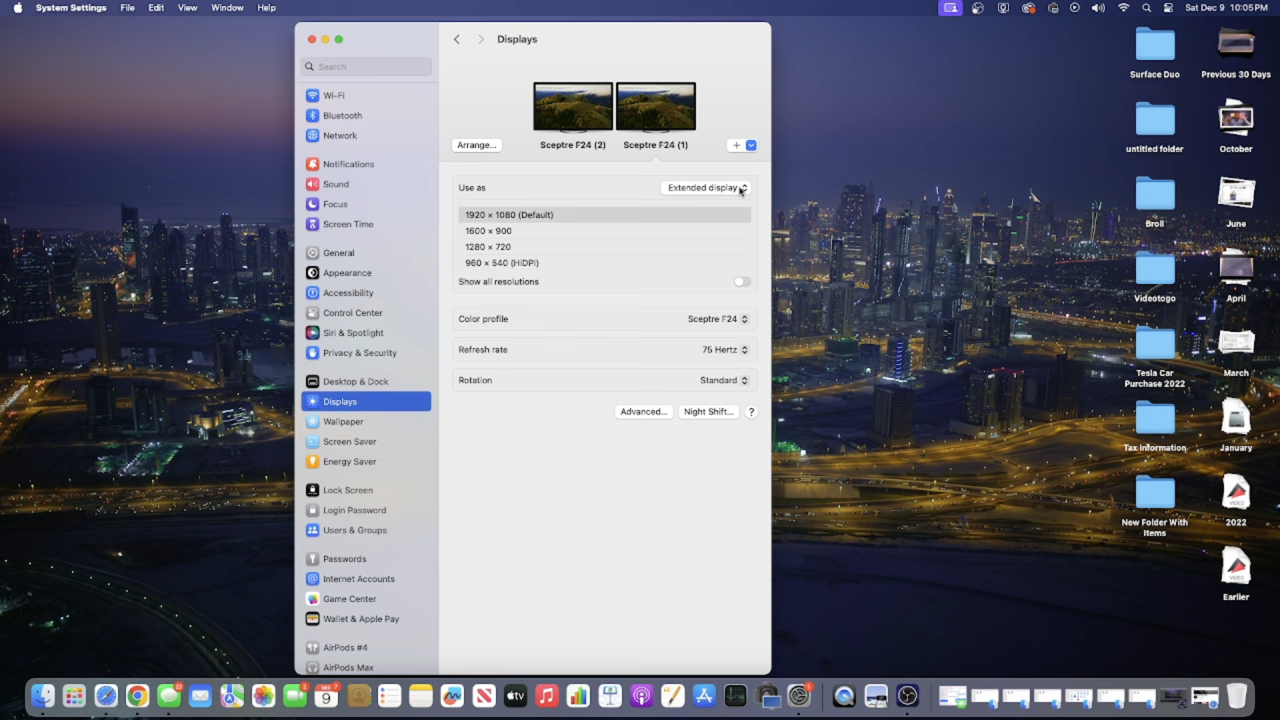 System Settings File Edit View Window Help
Sat Dec 9 10:05 PM
Displays
Search
Wi-Fi
Bluetooth
Network
Notifications
Sound
Focus
Screen Time
General
Appearance
Accessibility
Control Center
Siri & Spotlight
Privacy & Security
Desktop & Dock
Displays
Wallpaper
Screen Saver
Energy Saver
Lock Screen
Login Password
Users & Groups
Passwords
Internet Accounts
Game Center
Wallet & Apple Pay
AirPods #4
AirPods Max
Arrange...
Sceptre F24 (2)
Sceptre F24 (1)
+
Use as
Extended display
1920 × 1080 (Default)
1600 × 900
1280 × 720
960 × 540 (HiDPI)
Show all resolutions
Color profile
Sceptre F24
Refresh rate
75 Hertz
Rotation
Standard
Advanced...
Night Shift...
?
Surface Duo
Previous 30 Days
untitled folder
October
Broll
June
Videotogo
April
Tesla Car
Purchase 2022
March
Tax Information
January
New Folder With
Items
VIDEO
2022
VIDEO
Earlier
9
tv